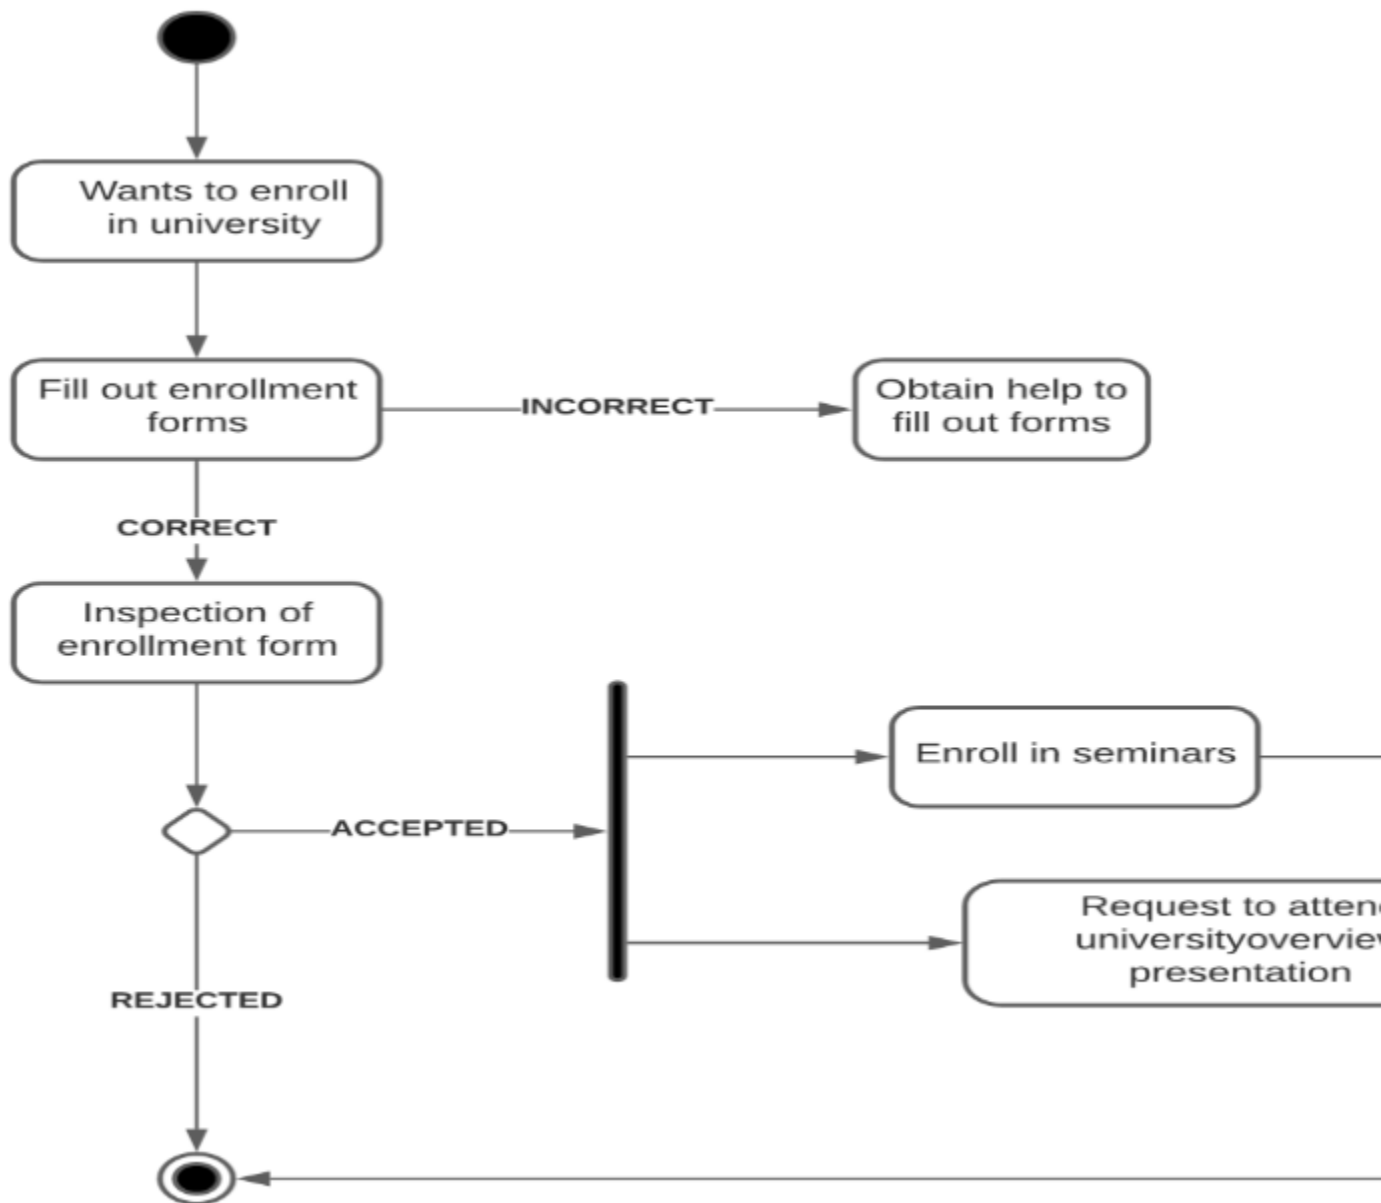 Wants to enroll
in university
Fill out enrollment
forms
INCORRECT
Obtain help to
fill out forms
CORRECT
Inspection of
enrollment form
Enroll in seminars
ACCEPTED
Request to
presentation
REJECTED